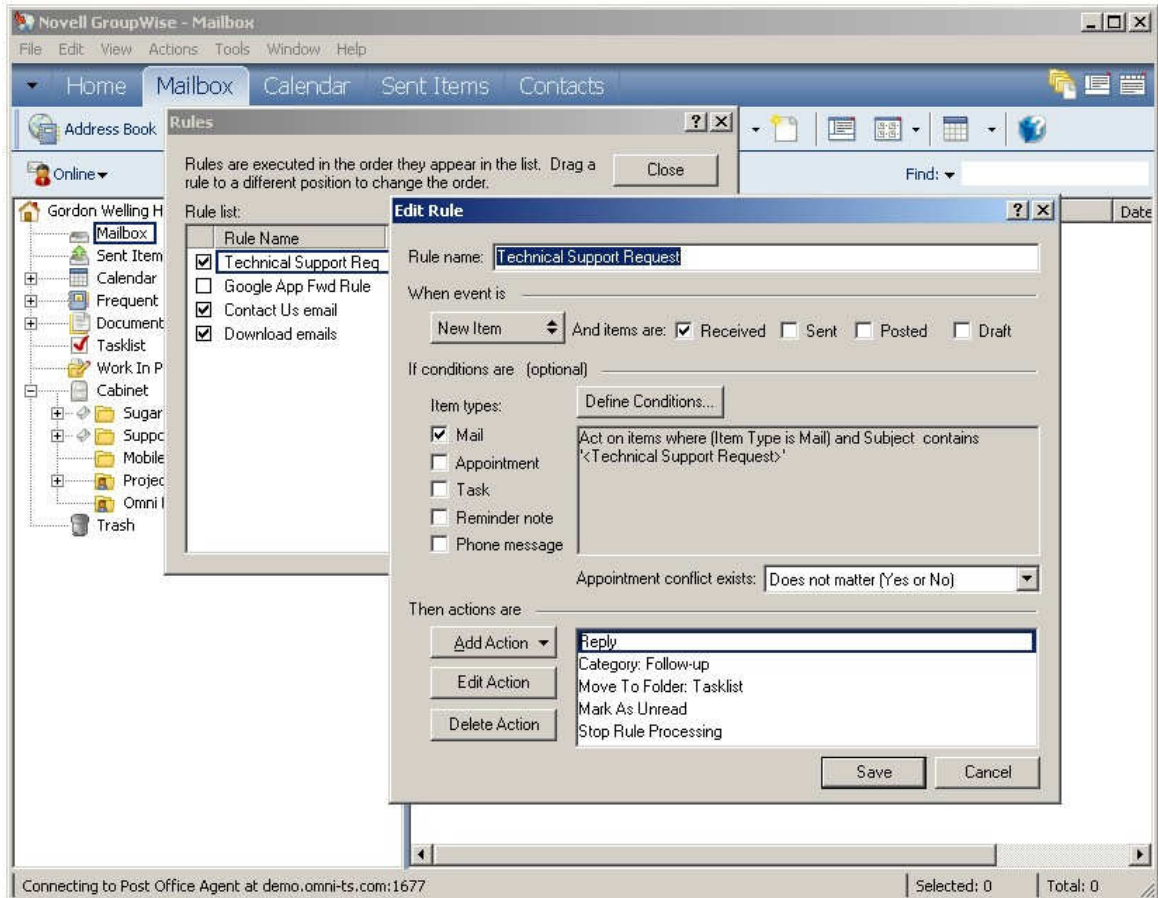 Novell GroupWise - Mailbox
File Edit View Actions Tools Window Help
Home Mailbox Calendar Sent Items Contacts
Address Book
Online
Find:
Gordon Welling H
Mailbox
Sent Item
Calendar
Frequent
Document
Tasklist
Work In P
Cabinet
Sugar
Suppo
Mobile
Projec
Omni
Trash
Date
Rules
Rules are executed in the order they appear in the list. Drag a
rule to a different position to change the order.
Close
Rule list:
Rule Name
Technical Support Req
Google App Fwd Rule
Contact Us email
Download emails
Edit Rule
Rule name: Technical Support Request
When event is
New Item And items are: Received Sent Posted Draft
If conditions are (optional)
Item types: Define Conditions...
Mail
Appointment
Task
Reminder note
Phone message
Act on items where (Item Type is Mail) and Subject contains
'<Technical Support Request>'
Appointment conflict exists: Does not matter (Yes or No)
Then actions are
Add Action
Edit Action
Delete Action
Reply
Category: Follow-up
Move To Folder: Tasklist
Mark As Unread
Stop Rule Processing
Save Cancel
Connecting to Post Office Agent at demo.omni-ts.com:1677
Selected: 0 Total: 0